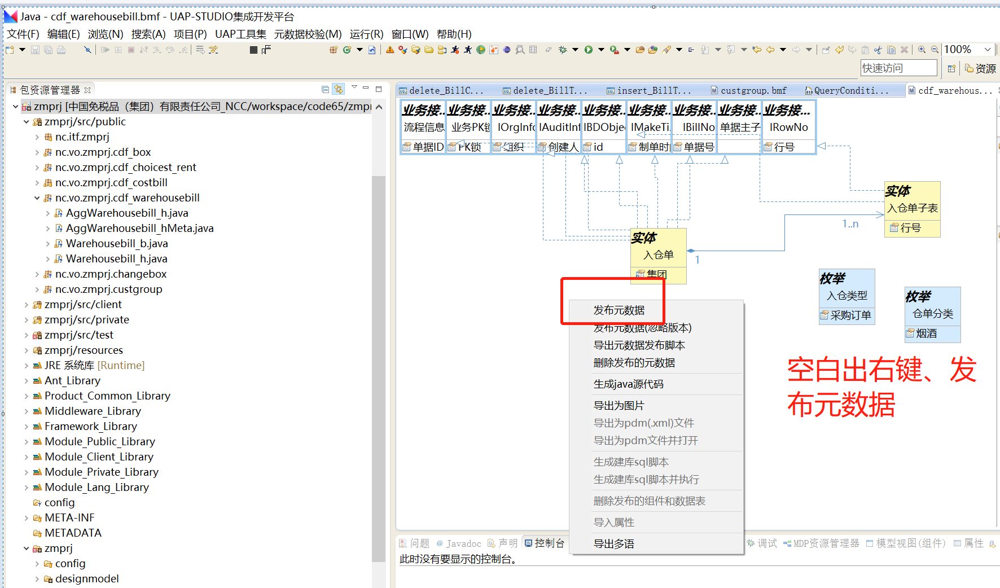 Java - cdf_warehousebill.bmf - UAP-STUDIO集成开发平台
文件(F) 编辑(E) 浏览(N) 搜索(A) 项目(P) UAP工具集 元数据校验(M) 运行(R) 窗口(W) 帮助(H)
100%
快速访问
资源
包资源管理器
zmprj [中国免税品（集团）有限责任公司_NCC/workspace/code65/zmpr
zmprj/src/public
nc.itf.zmprj
nc.vo.zmprj.cdf_box
nc.vo.zmprj.cdf_choicest_rent
nc.vo.zmprj.cdf_costbill
nc.vo.zmprj.cdf_warehousebill
AggWarehousebill_h.java
AggWarehousebill_hMeta.java
Warehousebill_b.java
Warehousebill_h.java
nc.vo.zmprj.changebox
nc.vo.zmprj.custgroup
zmprj/src/client
zmprj/src/private
zmprj/src/test
zmprj/resources
JRE 系统库 [Runtime]
Ant_Library
Product_Common_Library
Middleware_Library
Framework_Library
Module_Public_Library
Module_Client_Library
Module_Private_Library
Module_Lang_Library
config
META-INF
METADATA
zmprj
config
designmodel
delete_BillC... delete_BillT... insert_BillT... custgroup.bmf QueryConditi... cdf_warehous...
业务接... 业务接... 业务接... 业务接... 业务接... 业务接... 业务接... 业务接... 业务接...
流程信息 业务PK锁 IOrgInfo IAuditInf IBDObjec IMakeTi... IBillNo 单据主子 IRowNo
单据ID PK锁 组织 创建人 id 制单时间 单据号 行号
实体
入仓单子表
行号
1..n
实体
入仓单
集团
1
枚举
入仓类型
采购订单
枚举
仓单分类
烟酒
发布元数据
发布元数据(忽略版本)
导出元数据发布脚本
删除发布的元数据
生成java源代码
导出为图片
导出为pdm(.xml)文件
导出为pdm文件并打开
生成建库sql脚本
生成建库sql脚本并执行
删除发布的组件和数据表
导入属性
导出多语
空白出右键、发
布元数据
问题 @ Javadoc 声明 控制台 调试 MDP资源管理器 模型视图(组件) 属性
此时没有要显示的控制台。